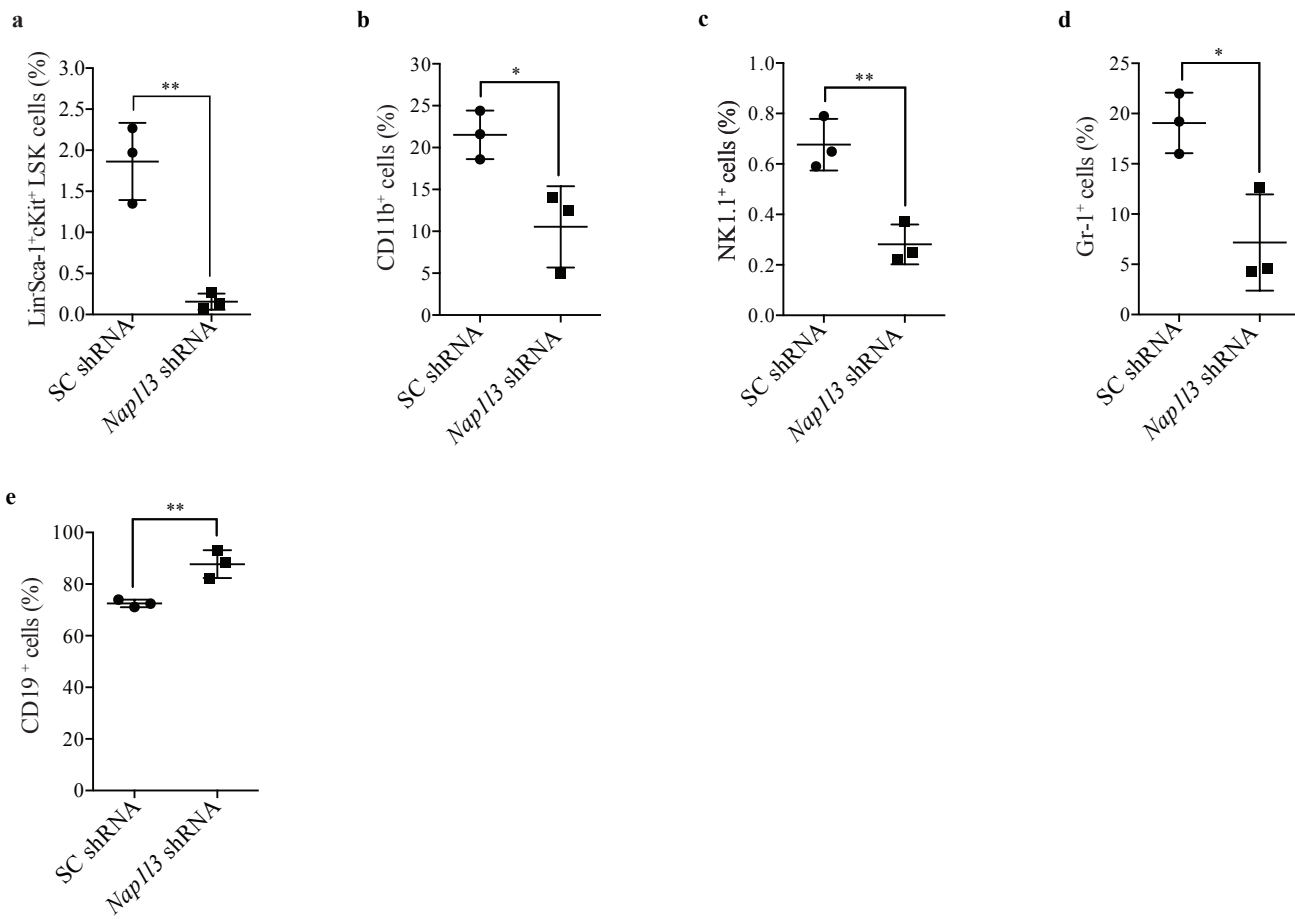 a
Lin⁻Sca-1⁺cKit⁺ LSK cells (%)
3.0
2.5
2.0
1.5
1.0
0.5
0.0
**
SC shRNA
Nap1l3 shRNA
b
CD11b⁺ cells (%)
30
25
20
15
10
5
0
*
SC shRNA
Nap1l3 shRNA
c
NK1.1⁺ cells (%)
1.0
0.8
0.6
0.4
0.2
0.0
**
SC shRNA
Nap1l3 shRNA
d
Gr-1⁺ cells (%)
25
20
15
10
5
0
*
SC shRNA
Nap1l3 shRNA
e
CD19⁺ cells (%)
100
80
60
40
20
0
**
SC shRNA
Nap1l3 shRNA